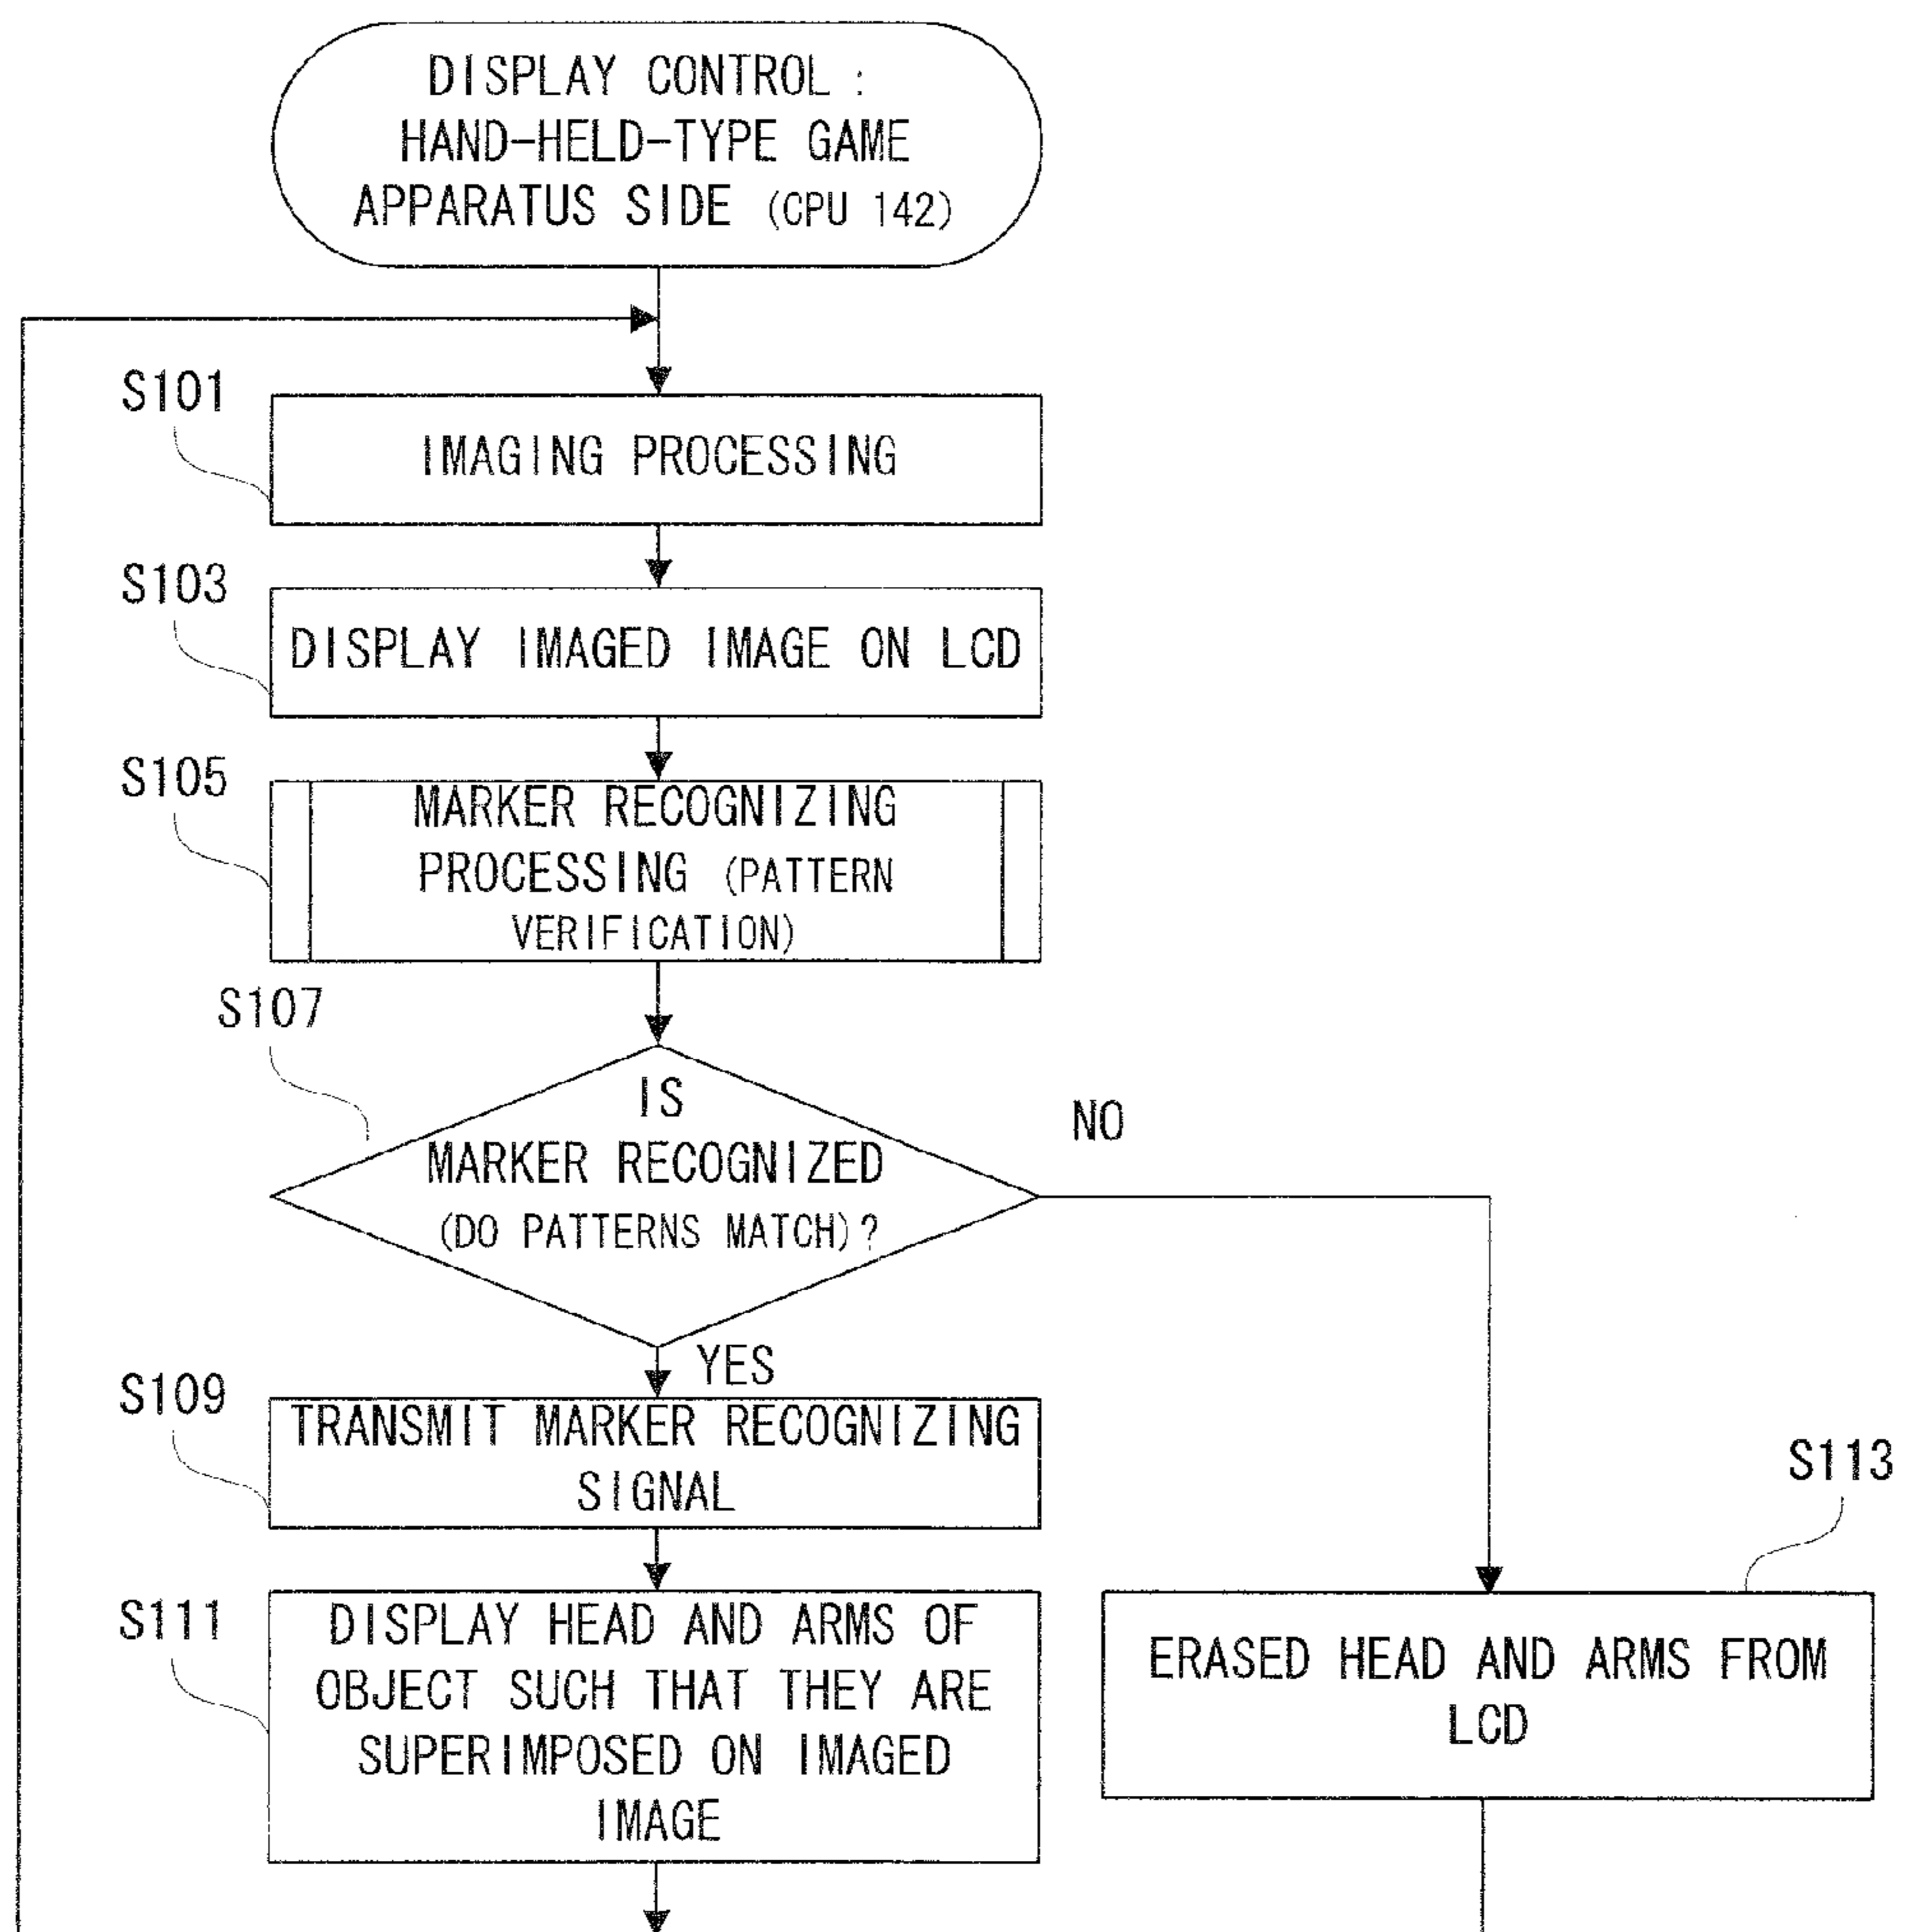 DISPLAY CONTROL :
HAND-HELD-TYPE GAME
APPARATUS SIDE (CPU 142)
S101
IMAGING PROCESSING
S103
DISPLAY IMAGED IMAGE ON LCD
S105
MARKER RECOGNIZING
PROCESSING (PATTERN
VERIFICATION)
S107
IS
MARKER RECOGNIZED
(DO PATTERNS MATCH)?
NO
YES
S109
TRANSMIT MARKER RECOGNIZING
SIGNAL
S111
DISPLAY HEAD AND ARMS OF
OBJECT SUCH THAT THEY ARE
SUPERIMPOSED ON IMAGED
IMAGE
S113
ERASED HEAD AND ARMS FROM
LCD